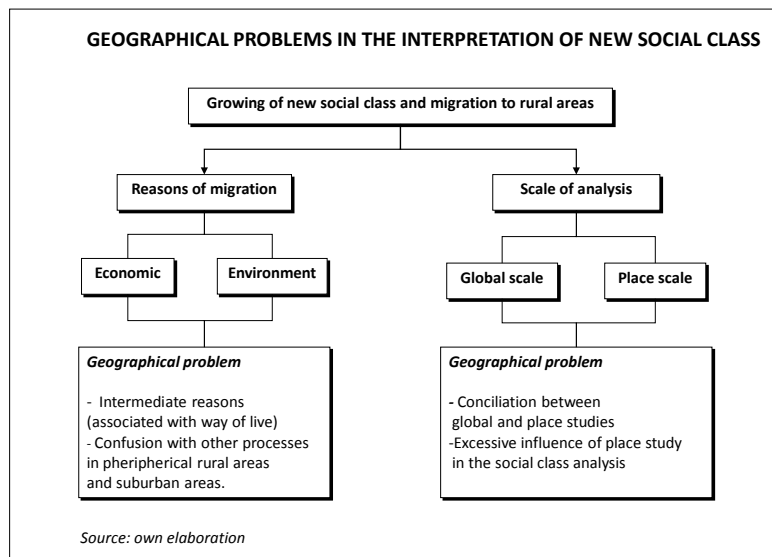 GEOGRAPHICAL PROBLEMS IN THE INTERPRETATION OF NEW SOCIAL CLASS
Growing of new social class and migration to rural areas
Reasons of migration
Scale of analysis
Economic
Environment
Global scale
Place scale
Geographical problem
- Intermediate reasons
(associated with way of live)
- Confusion with other processes
in pheripherical rural areas
and suburban areas.
Geographical problem
- Conciliation between
global and place studies
-Excessive influence of place study
in the social class analysis
Source: own elaboration